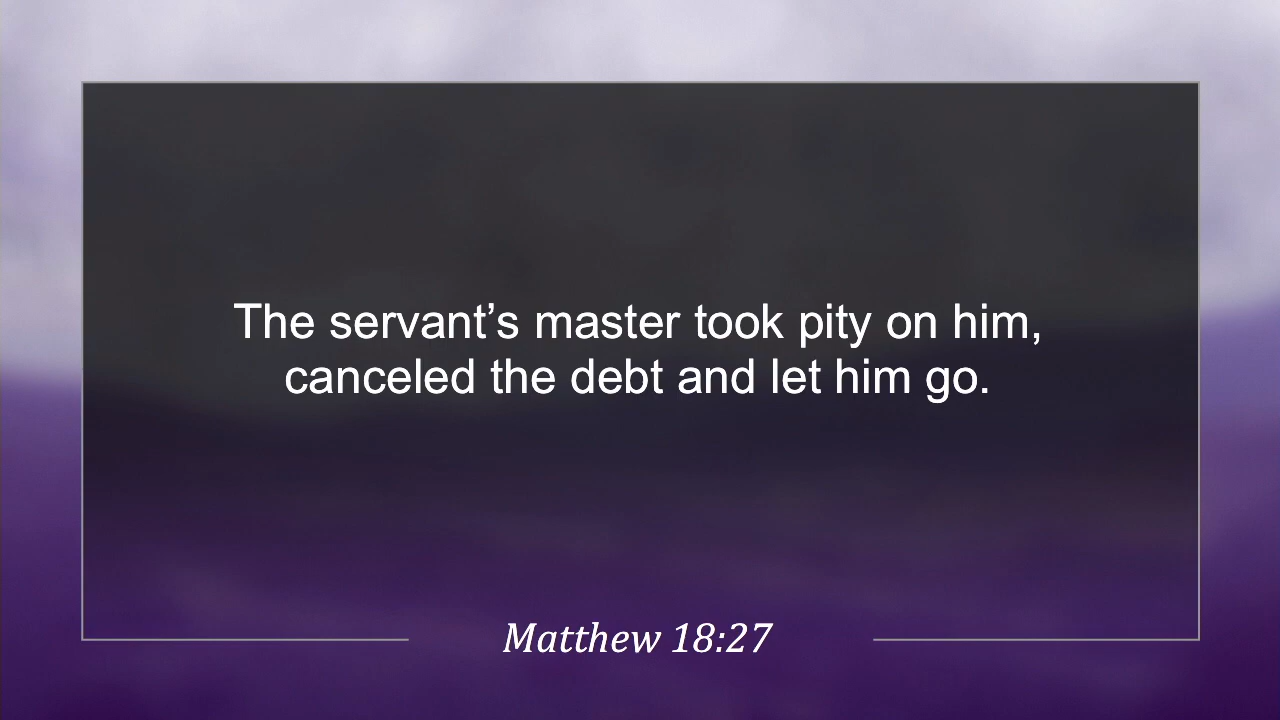 The servant’s master took pity on him,
canceled the debt and let him go.
Matthew 18:27